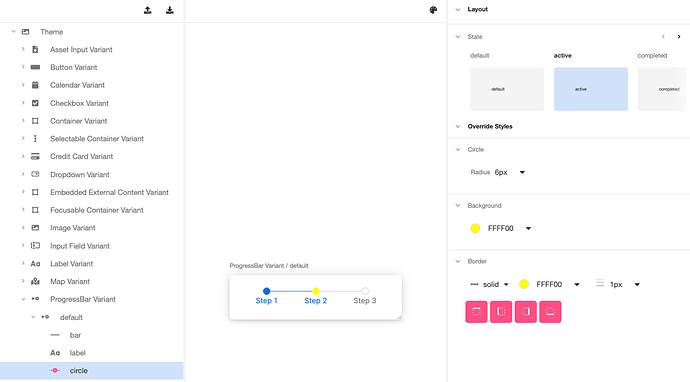 Theme
Asset Input Variant
Button Variant
Calendar Variant
Checkbox Variant
Container Variant
Selectable Container Variant
Credit Card Variant
Dropdown Variant
Embedded External Content Variant
Focusable Container Variant
Image Variant
Input Field Variant
Aa Label Variant
Map Variant
ProgressBar Variant
default
bar
Aa label
circle
ProgressBar Variant / default
Step 1 Step 2 Step 3
Layout
State
default active completed
default active completed
Override Styles
Circle
Radius 6px
Background
FFFF00
Border
solid FFFF00 1px